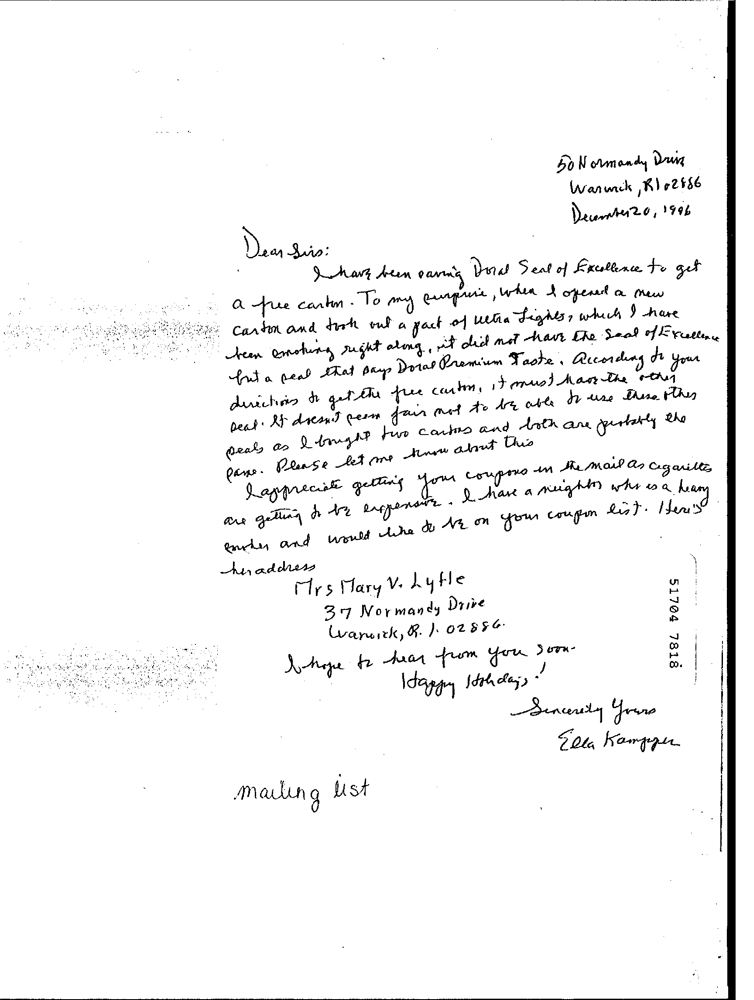 50 Normandy Drive
Warwick, RI 02886
December 20, 1996
Dear Sirs:
I have been saving Doral Seal of Excellence to get
a free carton. To my surprise, when I opened a new
carton and took out a pack of Ultra Lights, which I have
been smoking right along, it did not have the Seal of Excellence
but a seal that says Doral Premium Taste. According to your
directions to get the free carton, it must have the other
seal. It doesn't seem fair not to be able to use these other
seals as I bought two cartons and both are probably the
same. Please let me know about this
I appreciate getting your coupons in the mail as cigarettes
are getting to be expensive. I have a neighbor who is a heavy
smoker and would like to be on your coupon list. Here's
her address
Mrs Mary V. Lytle
37 Normandy Drive
Warwick, R. I. 02886.
I hope to hear from you soon.
Happy Holidays!
Sincerely Yours
Ella
mailing list
51704 7818